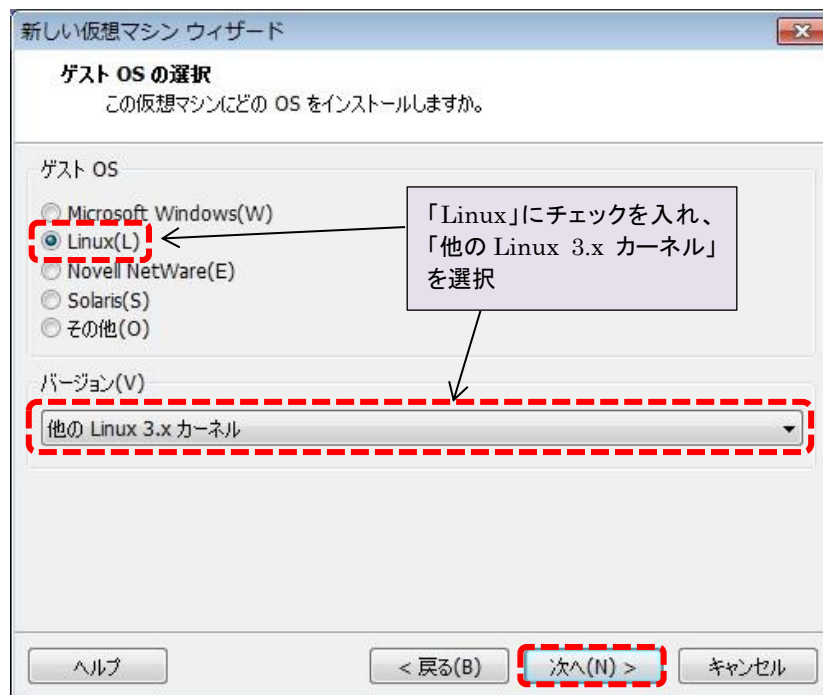 新しい仮想マシン ウィザード
ゲスト OS の選択
この仮想マシンにどの OS をインストールしますか。
ゲスト OS
Microsoft Windows(W)
Linux(L)
Novell NetWare(E)
Solaris(S)
その他(O)
「Linux」にチェックを入れ、
「他の Linux 3.x カーネル」
を選択
バージョン(V)
他の Linux 3.x カーネル
ヘルプ
< 戻る(B)
次へ(N) >
キャンセル